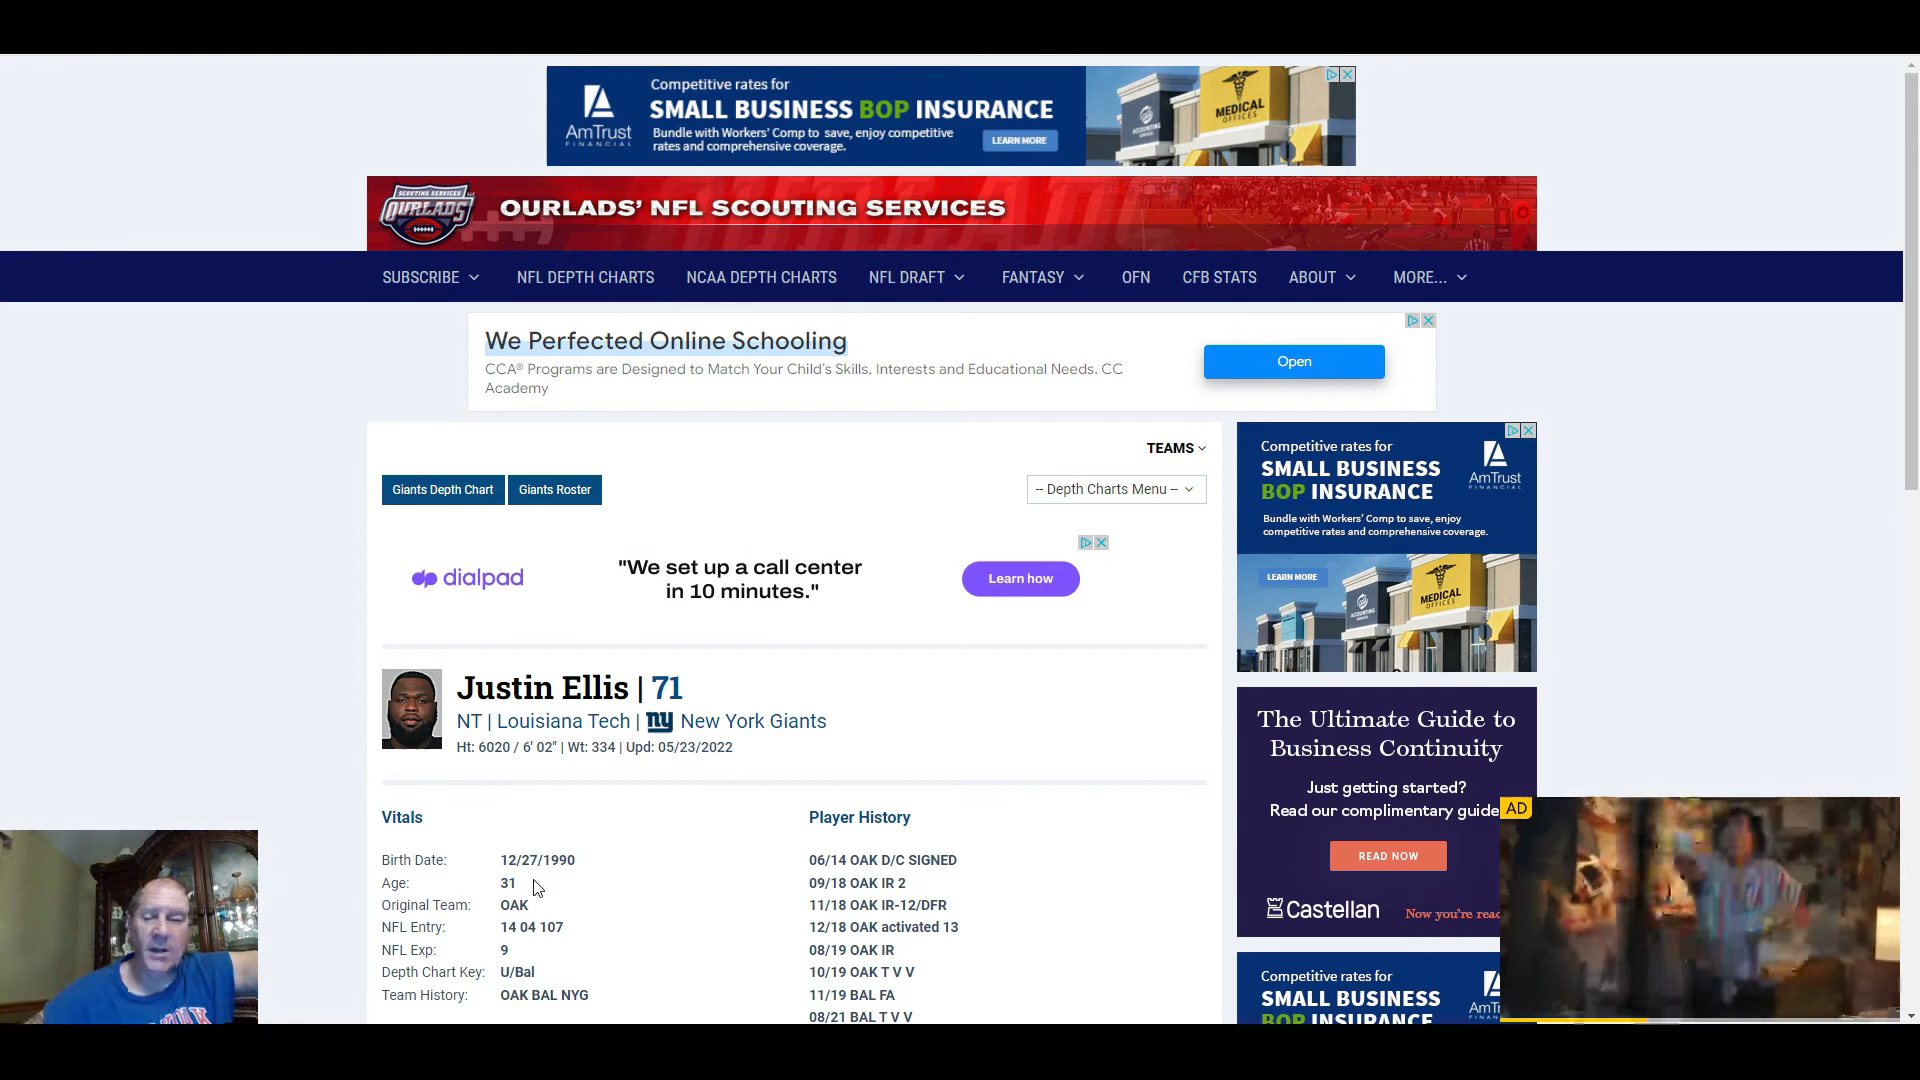 Competitive rates for
SMALL BUSINESS BOP INSURANCE
Bundle with Workers' Comp to save, enjoy competitive
rates and comprehensive coverage.
LEARN MORE
AmTrust
FINANCIAL
ACCOUNTING
MEDICAL
OFFICES
SCOUTING SERVICES
OURLADS
OURLADS' NFL SCOUTING SERVICES
SUBSCRIBE NFL DEPTH CHARTS NCAA DEPTH CHARTS NFL DRAFT FANTASY OFN CFB STATS ABOUT MORE...
We Perfected Online Schooling
CCA® Programs are Designed to Match Your Child's Skills, Interests and Educational Needs. CC
Academy
Open
TEAMS
Giants Depth Chart Giants Roster
-- Depth Charts Menu --
dialpad
"We set up a call center
in 10 minutes."
Learn how
Justin Ellis | 71
NT | Louisiana Tech | ny New York Giants
Ht: 6020 / 6' 02" | Wt: 334 | Upd: 05/23/2022
Vitals
Birth Date: 12/27/1990
Age: 31
Original Team: OAK
NFL Entry: 14 04 107
NFL Exp: 9
Depth Chart Key: U/Bal
Team History: OAK BAL NYG
Player History
06/14 OAK D/C SIGNED
09/18 OAK IR 2
11/18 OAK IR-12/DFR
12/18 OAK activated 13
08/19 OAK IR
10/19 OAK T V V
11/19 BAL FA
08/21 BAL T V V
Competitive rates for
SMALL BUSINESS
BOP INSURANCE
AmTrust
FINANCIAL
Bundle with Workers' Comp to save, enjoy
competitive rates and comprehensive coverage.
LEARN MORE
ACCOUNTING
MEDICAL
OFFICES
The Ultimate Guide to
Business Continuity
Just getting started?
Read our complimentary guide
READ NOW
Castellan
Now you're
AD
Competitive rates for
SMALL BUSINESS
BOP INSURANCE